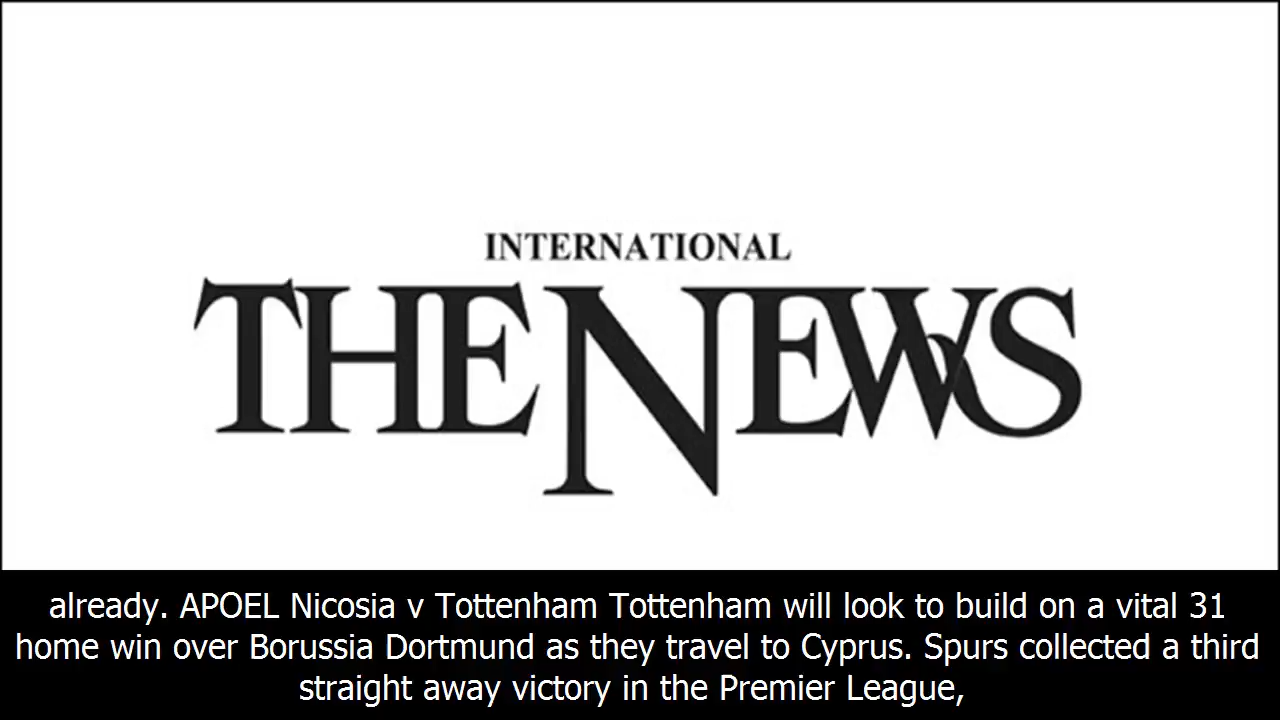 INTERNATIONAL
THE NEWS
already. APOEL Nicosia v Tottenham Tottenham will look to build on a vital 31
home win over Borussia Dortmund as they travel to Cyprus. Spurs collected a third
straight away victory in the Premier League,